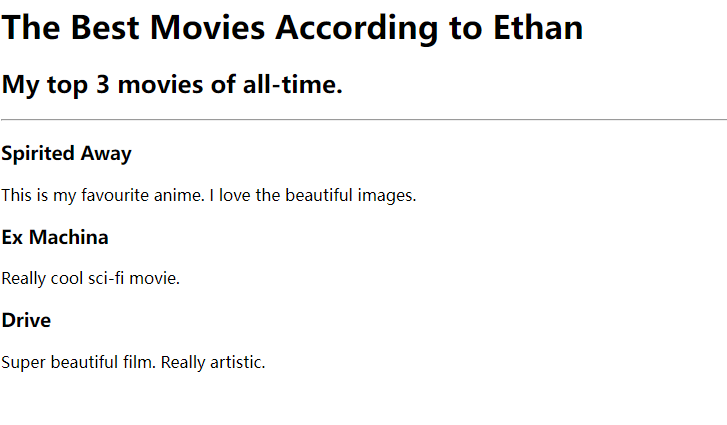 The Best Movies According to Ethan
My top 3 movies of all-time.
Spirited Away
This is my favourite anime. I love the beautiful images.
Ex Machina
Really cool sci-fi movie.
Drive
Super beautiful film. Really artistic.